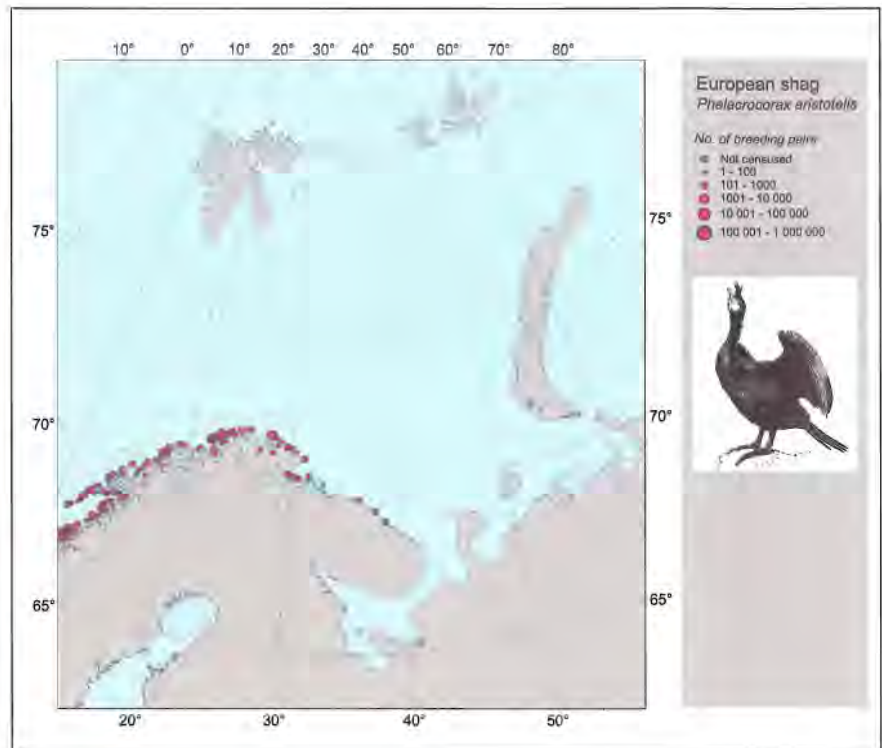 10° 0° 10° 20° 30° 40° 50° 60° 70° 80°
European shag
Phalacrocorax aristotelis
No. of breeding pairs
Not censused
1 - 100
101 - 1000
1001 - 10 000
10 001 - 100 000
100 001 - 1 000 000
75° 75°
70° 70°
65° 65°
20° 30° 40° 50°